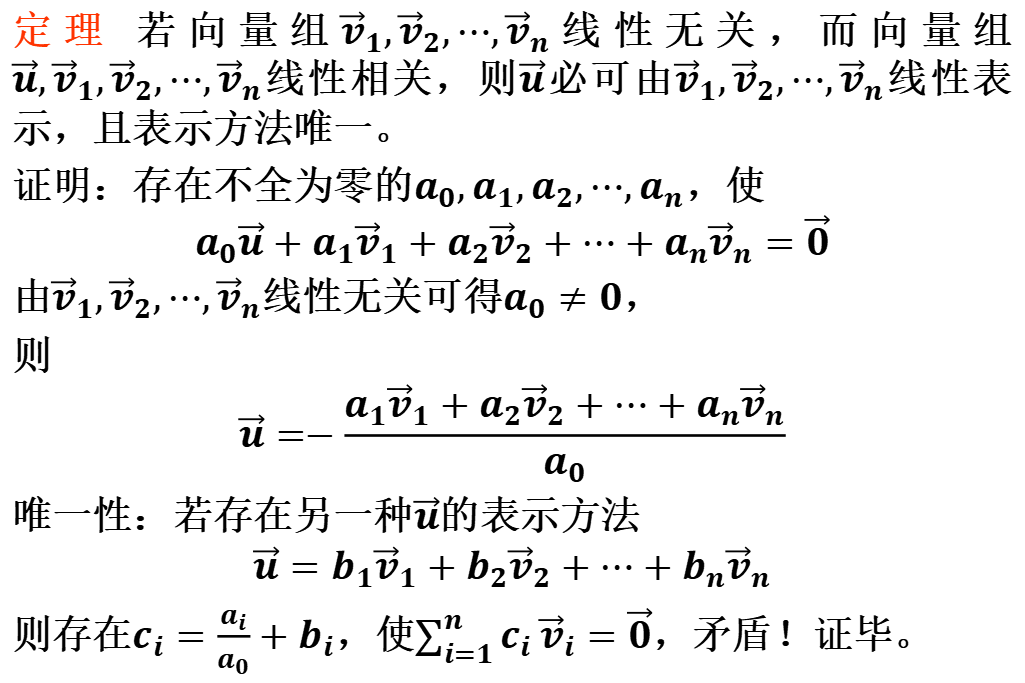 定理 若向量组v⃗₁,v⃗₂,⋯,v⃗ₙ线性无关，而向量组
u⃗,v⃗₁,v⃗₂,⋯,v⃗ₙ线性相关，则u⃗必可由v⃗₁,v⃗₂,⋯,v⃗ₙ线性表
示，且表示方法唯一。
证明：存在不全为零的a₀,a₁,a₂,⋯,aₙ，使
a₀u⃗ + a₁v⃗₁ + a₂v⃗₂ + ⋯ + aₙv⃗ₙ = 0⃗
由v⃗₁,v⃗₂,⋯,v⃗ₙ线性无关可得a₀ ≠ 0，
则
u⃗ =− (a₁v⃗₁ + a₂v⃗₂ + ⋯ + aₙv⃗ₙ)/a₀
唯一性：若存在另一种u⃗的表示方法
u⃗ = b₁v⃗₁ + b₂v⃗₂ + ⋯ + bₙv⃗ₙ
则存在cᵢ = aᵢ/a₀ + bᵢ，使∑ᵢ₌₁ⁿ cᵢ v⃗ᵢ = 0⃗，矛盾！证毕。